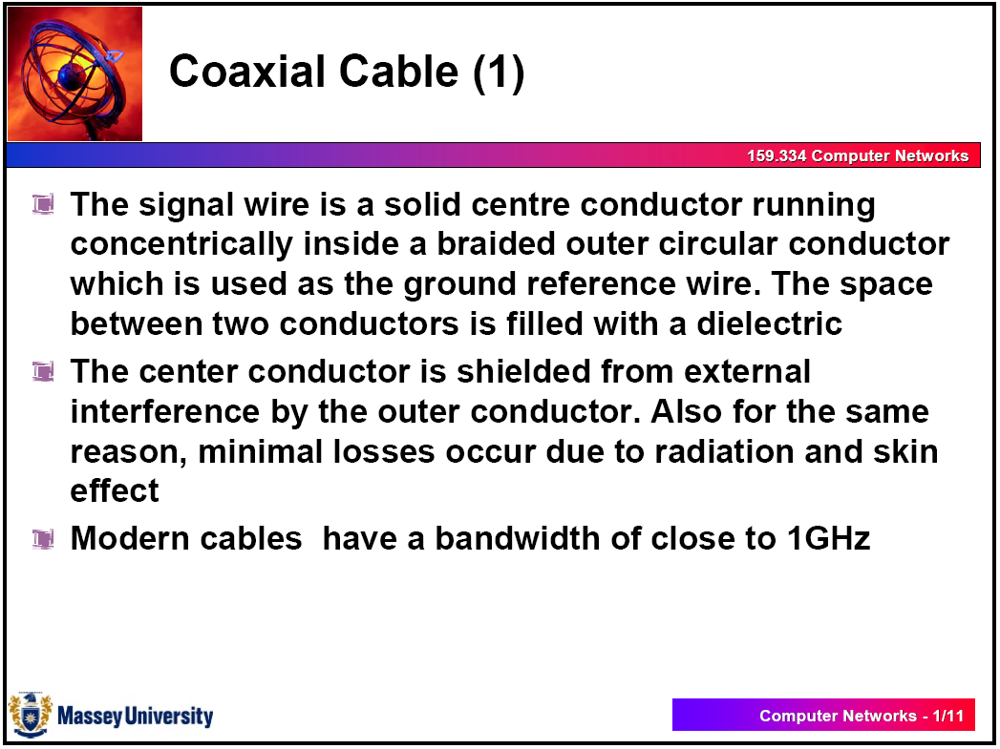 Coaxial Cable (1)
159.334 Computer Networks
The signal wire is a solid centre conductor running
concentrically inside a braided outer circular conductor
which is used as the ground reference wire. The space
between two conductors is filled with a dielectric
The center conductor is shielded from external
interference by the outer conductor. Also for the same
reason, minimal losses occur due to radiation and skin
effect
Modern cables  have a bandwidth of close to 1GHz
Massey University
Computer Networks - 1/11